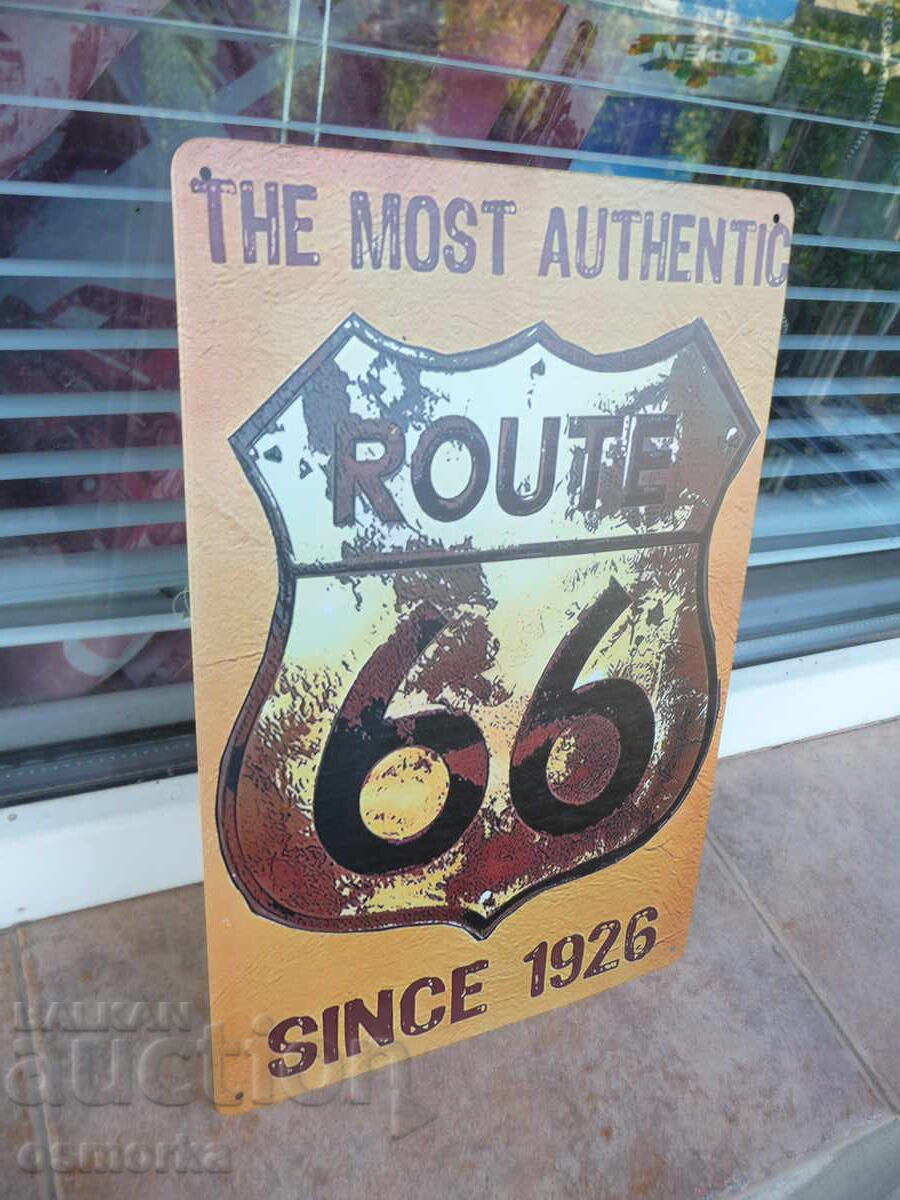 OPEN
THE MOST AUTHENTIC
ROUTE
66
SINCE 1926
BALKAN
auction
osmorka